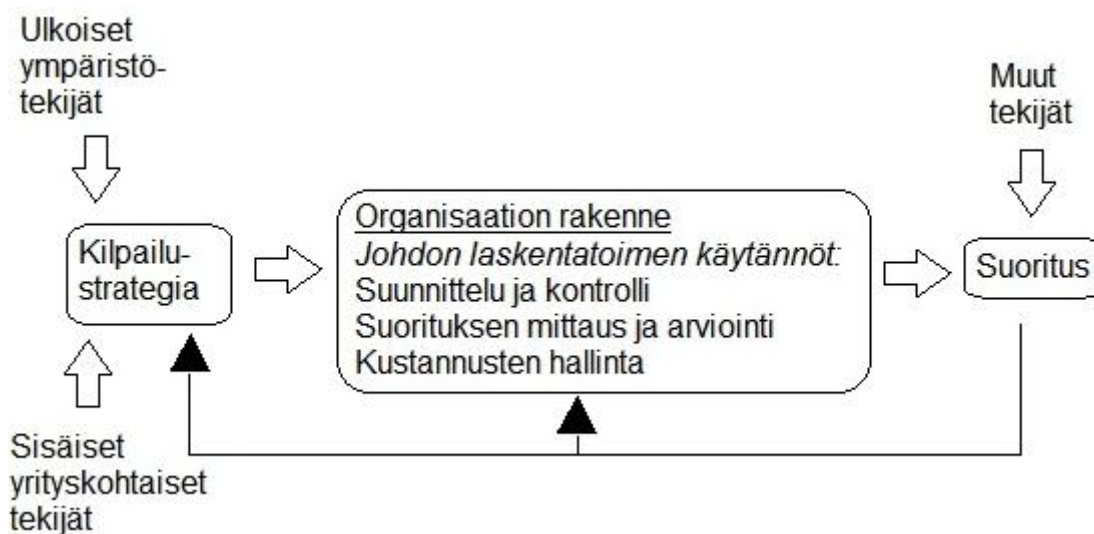 Ulkoiset
ympäristö-
tekijät
Muut
tekijät
Kilpailu-
strategia
Organisaation rakenne
Johdon laskentatoimen käytännöt:
Suunnittelu ja kontrolli
Suorituksen mittaus ja arviointi
Kustannusten hallinta
Suoritus
Sisäiset
yrityskohtaiset
tekijät